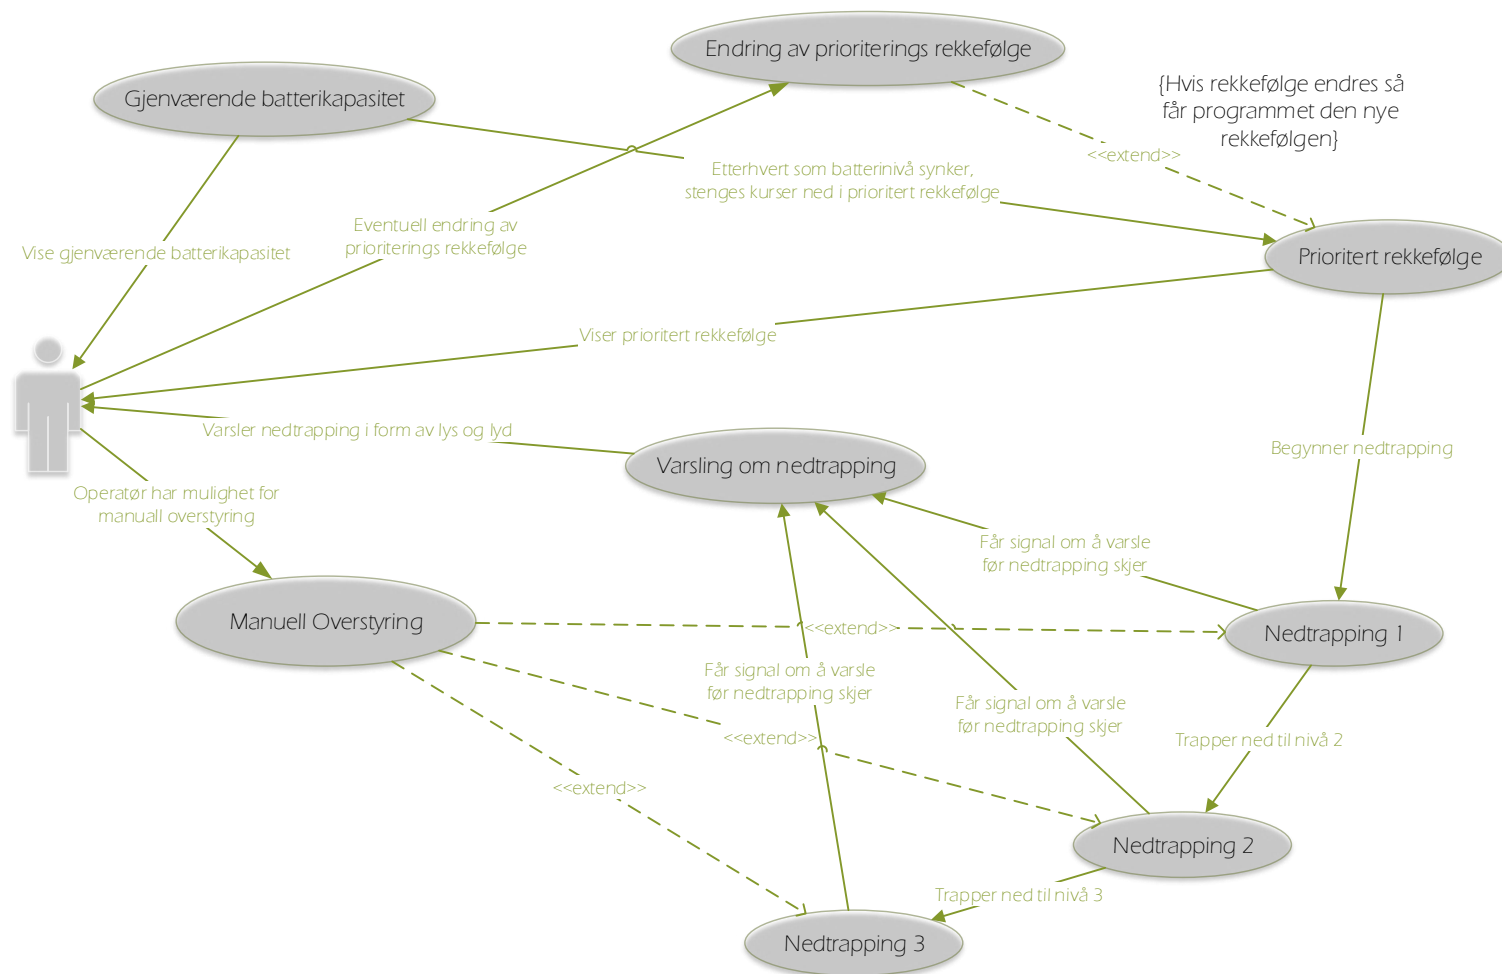 Endring av prioriterings rekkefølge
Gjenværende batterikapasitet
{Hvis rekkefølge endres så
får programmet den nye
rekkefølgen}
<<extend>>
Etterhvert som batterinivå synker,
stenges kurser ned i prioritert rekkefølge
Eventuell endring av
prioriterings rekkefølge
Vise gjenværende batterikapasitet
Prioritert rekkefølge
Viser prioritert rekkefølge
Varsler nedtrapping i form av lys og lyd
Varsling om nedtrapping
Begynner nedtrapping
Operatør har mulighet for
manuall overstyring
Får signal om å varsle
før nedtrapping skjer
Manuell Overstyring
<<extend>>
Nedtrapping 1
Får signal om å varsle
før nedtrapping skjer
Får signal om å varsle
før nedtrapping skjer
<<extend>>
Trapper ned til nivå 2
<<extend>>
Nedtrapping 2
Trapper ned til nivå 3
Nedtrapping 3